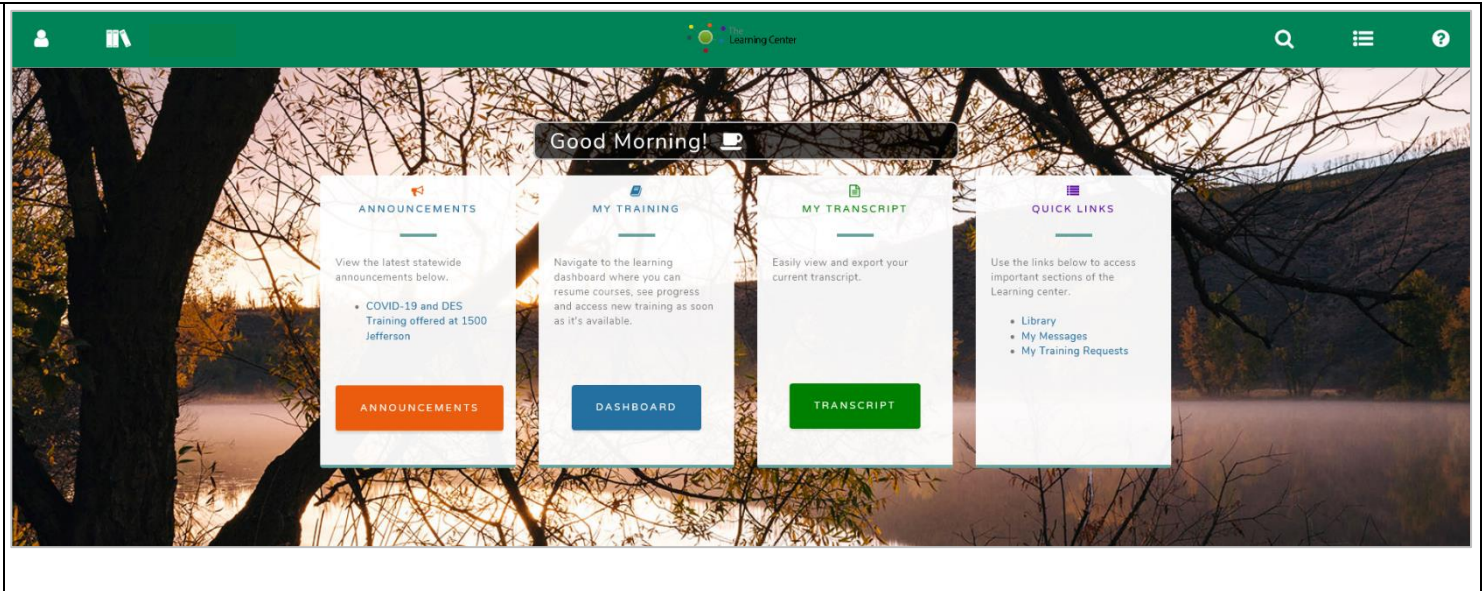 The
Learning Center
Good Morning!
ANNOUNCEMENTS
View the latest statewide
announcements below.
• COVID-19 and DES
Training offered at 1500
Jefferson
ANNOUNCEMENTS
MY TRAINING
Navigate to the learning
dashboard where you can
resume courses, see progress
and access new training as soon
as it's available.
DASHBOARD
MY TRANSCRIPT
Easily view and export your
current transcript.
TRANSCRIPT
QUICK LINKS
Use the links below to access
important sections of the
Learning center.
• Library
• My Messages
• My Training Requests